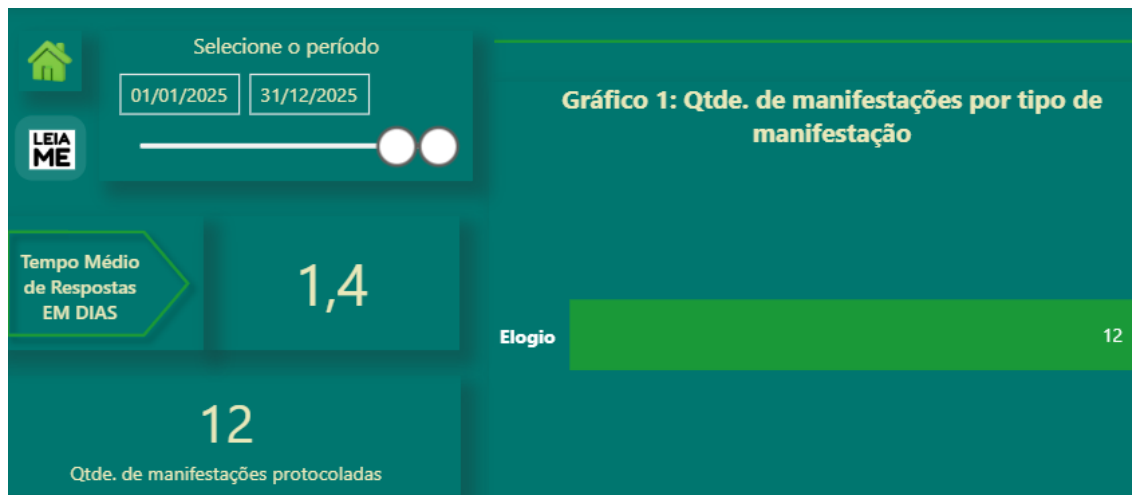 Selecione o período
01/01/2025
31/12/2025
LEIA
ME
Tempo Médio
de Respostas
EM DIAS
1,4
12
Qtde. de manifestações protocoladas
Gráfico 1: Qtde. de manifestações por tipo de
manifestação
Elogio
12